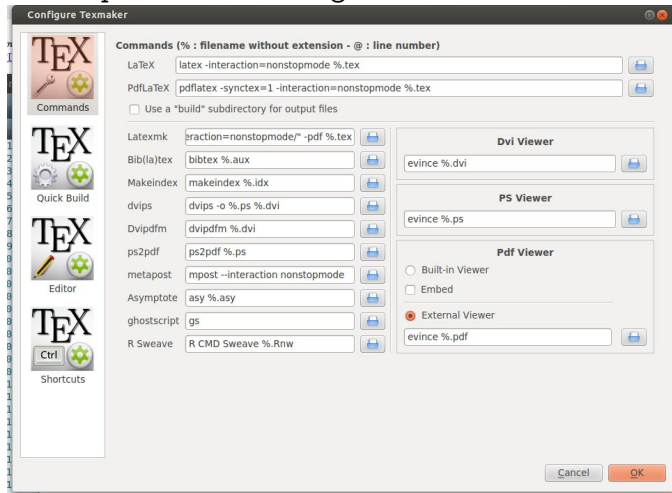 Configure Texmaker
TEX
Commands
TEX
Quick Build
TEX
Editor
TEX
Ctrl
Shortcuts
Commands (% : filename without extension - @ : line number)
LaTeX latex -interaction=nonstopmode %.tex
PdfLaTeX pdflatex -synctex=1 -interaction=nonstopmode %.tex
Use a "build" subdirectory for output files
Latexmk eraction=nonstopmode/" -pdf %.tex
Bib(la)tex bibtex %.aux
Makeindex makeindex %.idx
dvips dvips -o %.ps %.dvi
Dvipdfm dvipdfm %.dvi
ps2pdf ps2pdf %.ps
metapost mpost --interaction nonstopmode
Asymptote asy %.asy
ghostscript gs
R Sweave R CMD Sweave %.Rnw
Dvi Viewer
evince %.dvi
PS Viewer
evince %.ps
Pdf Viewer
Built-in Viewer
Embed
External Viewer
evince %.pdf
Cancel OK